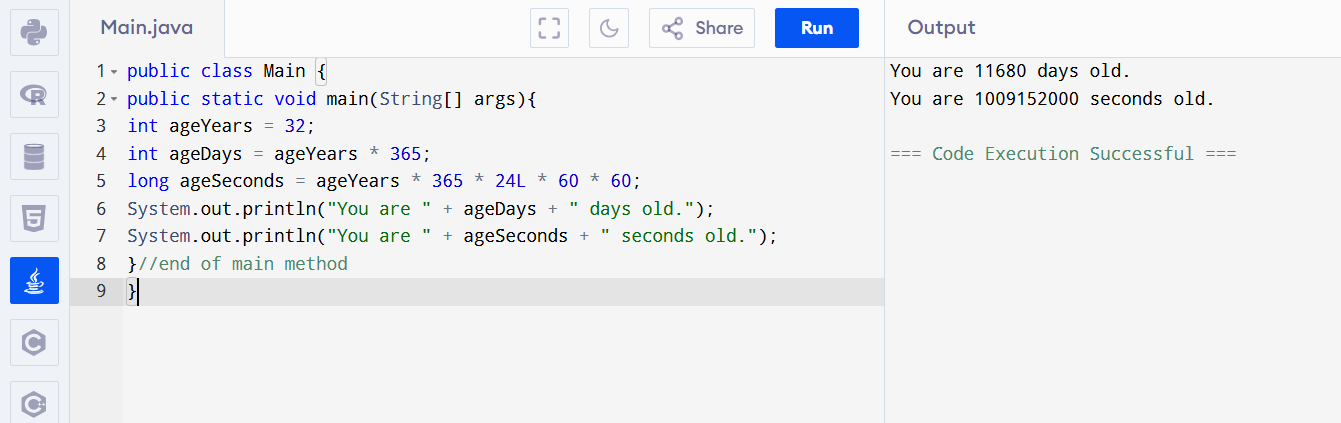 Main.java Share Run Output
1 public class Main {
2 public static void main(String[] args){
3 int ageYears = 32;
4 int ageDays = ageYears * 365;
5 long ageSeconds = ageYears * 365 * 24L * 60 * 60;
6 System.out.println("You are " + ageDays + " days old.");
7 System.out.println("You are " + ageSeconds + " seconds old.");
8 }//end of main method
9 }
You are 11680 days old.
You are 1009152000 seconds old.
=== Code Execution Successful ===